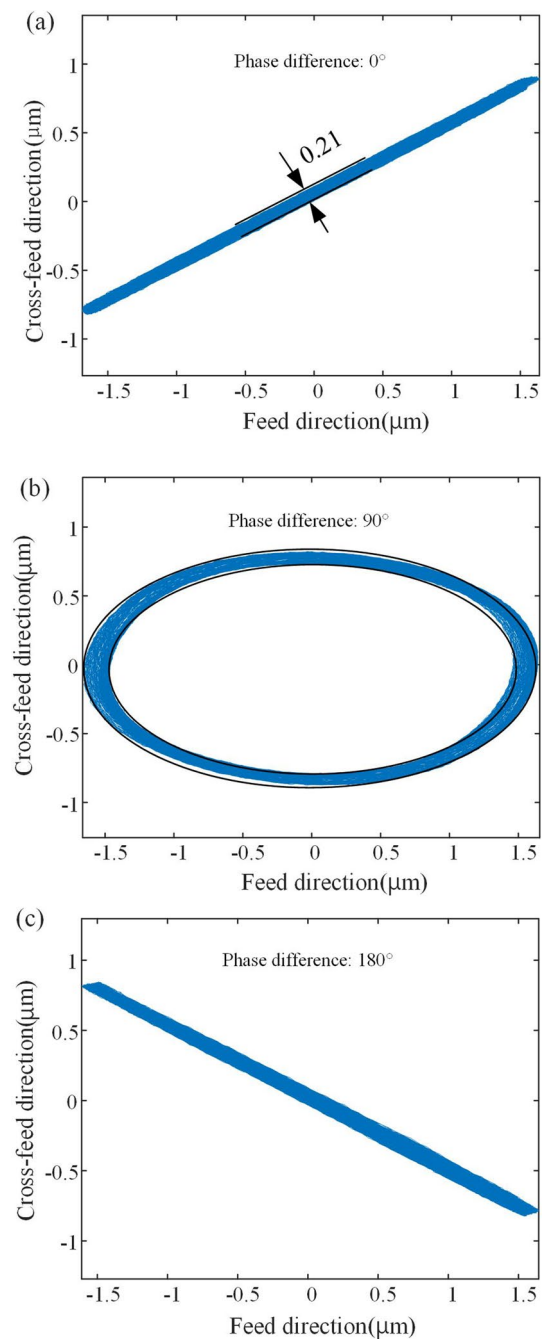 (a)
Phase difference: 0°
0.21
1
0.5
0
-0.5
-1
Cross-feed direction(μm)
-1.5 -1 -0.5 0 0.5 1 1.5
Feed direction(μm)
(b)
Phase difference: 90°
1
0.5
0
-0.5
-1
Cross-feed direction(μm)
-1.5 -1 -0.5 0 0.5 1 1.5
Feed direction(μm)
(c)
Phase difference: 180°
1
0.5
0
-0.5
-1
Cross-feed direction(μm)
-1.5 -1 -0.5 0 0.5 1 1.5
Feed direction(μm)